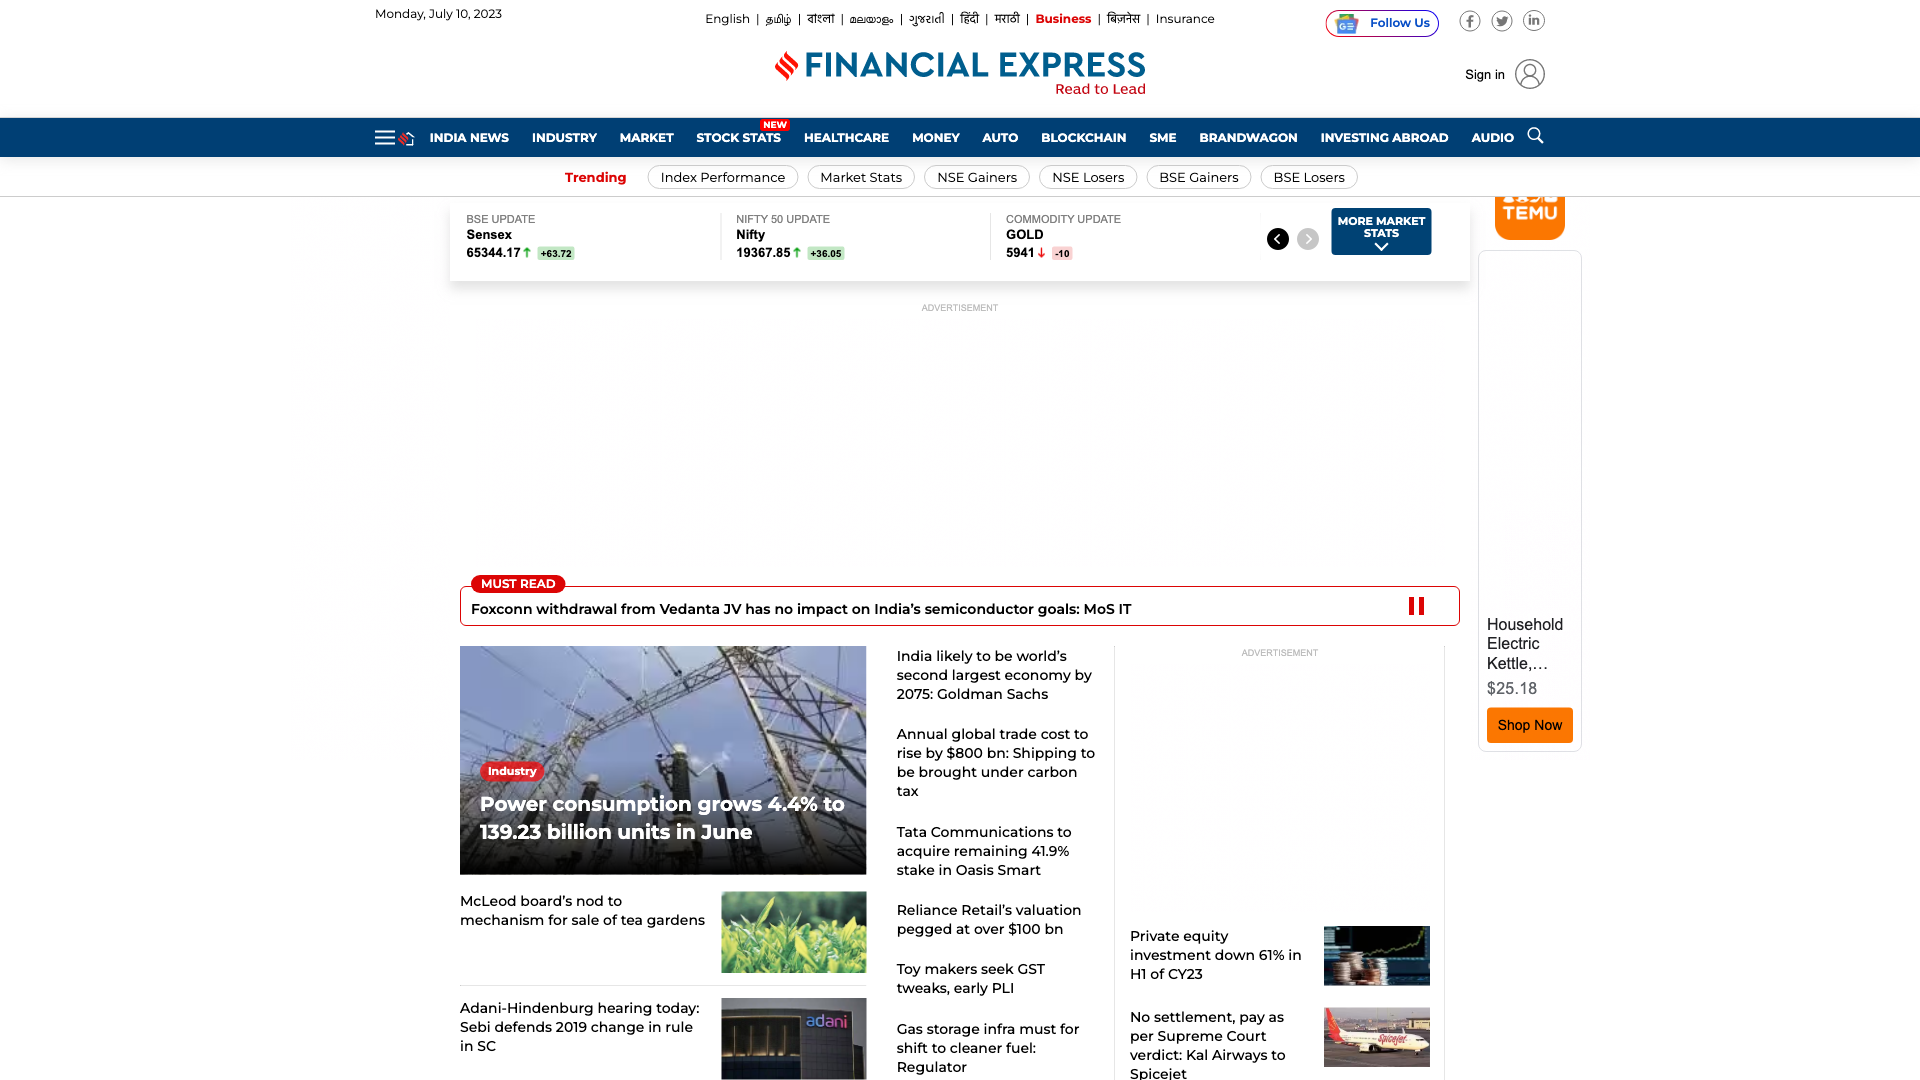 Monday, July 10, 2023
English | தமிழ் | বাংলা | മലയാളം | ગુજરાતી | हिंदी | मराठी | Business | बिज़नेस | Insurance
Follow Us
FINANCIAL EXPRESS
Read to Lead
Sign in
INDIA NEWS INDUSTRY MARKET STOCK STATS NEW HEALTHCARE MONEY AUTO BLOCKCHAIN SME BRANDWAGON INVESTING ABROAD AUDIO
Trending Index Performance Market Stats NSE Gainers NSE Losers BSE Gainers BSE Losers
BSE UPDATE
Sensex
65344.17 +63.72
NIFTY 50 UPDATE
Nifty
19367.85 +36.05
COMMODITY UPDATE
GOLD
5941 -10
MORE MARKET
STATS
TEMU
ADVERTISEMENT
MUST READ
Foxconn withdrawal from Vedanta JV has no impact on India’s semiconductor goals: MoS IT
Industry
Power consumption grows 4.4% to
139.23 billion units in June
McLeod board’s nod to
mechanism for sale of tea gardens
Adani-Hindenburg hearing today:
Sebi defends 2019 change in rule
in SC
adani
India likely to be world’s
second largest economy by
2075: Goldman Sachs
Annual global trade cost to
rise by $800 bn: Shipping to
be brought under carbon
tax
Tata Communications to
acquire remaining 41.9%
stake in Oasis Smart
Reliance Retail’s valuation
pegged at over $100 bn
Toy makers seek GST
tweaks, early PLI
Gas storage infra must for
shift to cleaner fuel:
Regulator
ADVERTISEMENT
Private equity
investment down 61% in
H1 of CY23
No settlement, pay as
per Supreme Court
verdict: Kal Airways to
Spicejet
Spicejet
Household
Electric
Kettle,...
$25.18
Shop Now